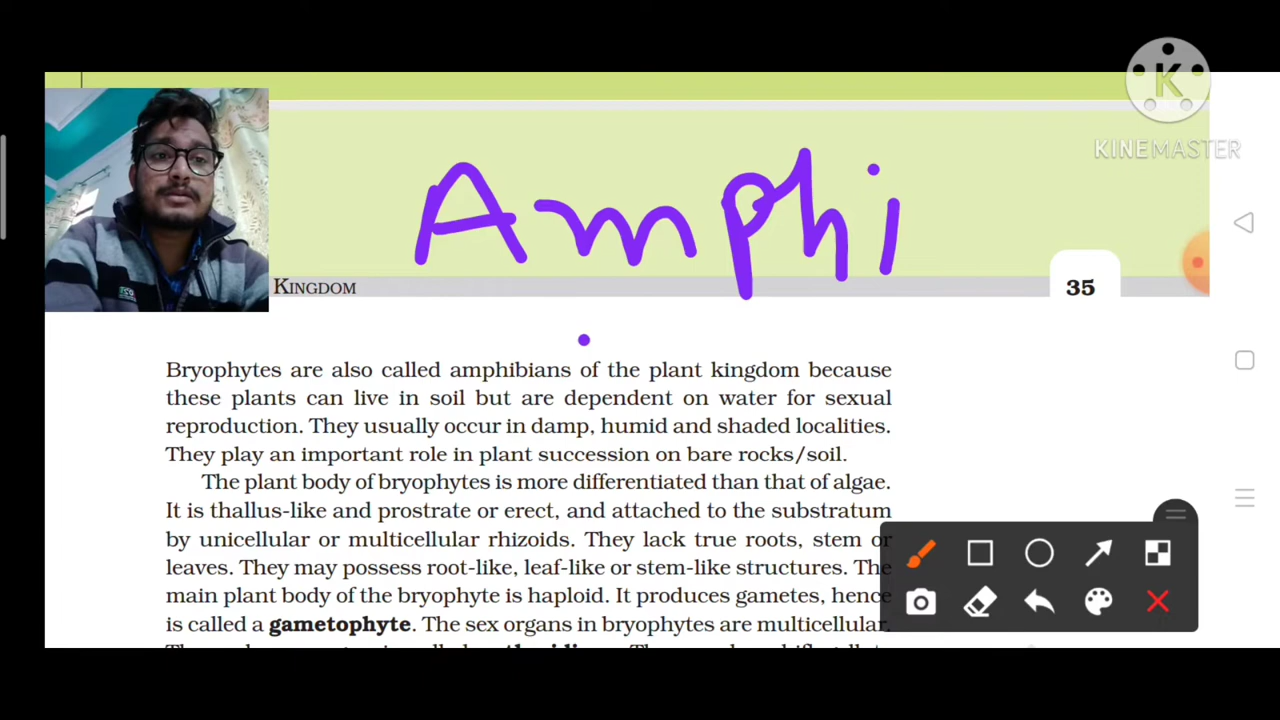 KINEMASTER
Amphi
KINGDOM
35
Bryophytes are also called amphibians of the plant kingdom because
these plants can live in soil but are dependent on water for sexual
reproduction. They usually occur in damp, humid and shaded localities.
They play an important role in plant succession on bare rocks/soil.
The plant body of bryophytes is more differentiated than that of algae.
It is thallus-like and prostrate or erect, and attached to the substratum
by unicellular or multicellular rhizoids. They lack true roots, stem or
leaves. They may possess root-like, leaf-like or stem-like structures. The
main plant body of the bryophyte is haploid. It produces gametes, hence
is called a gametophyte. The sex organs in bryophytes are multicellular.